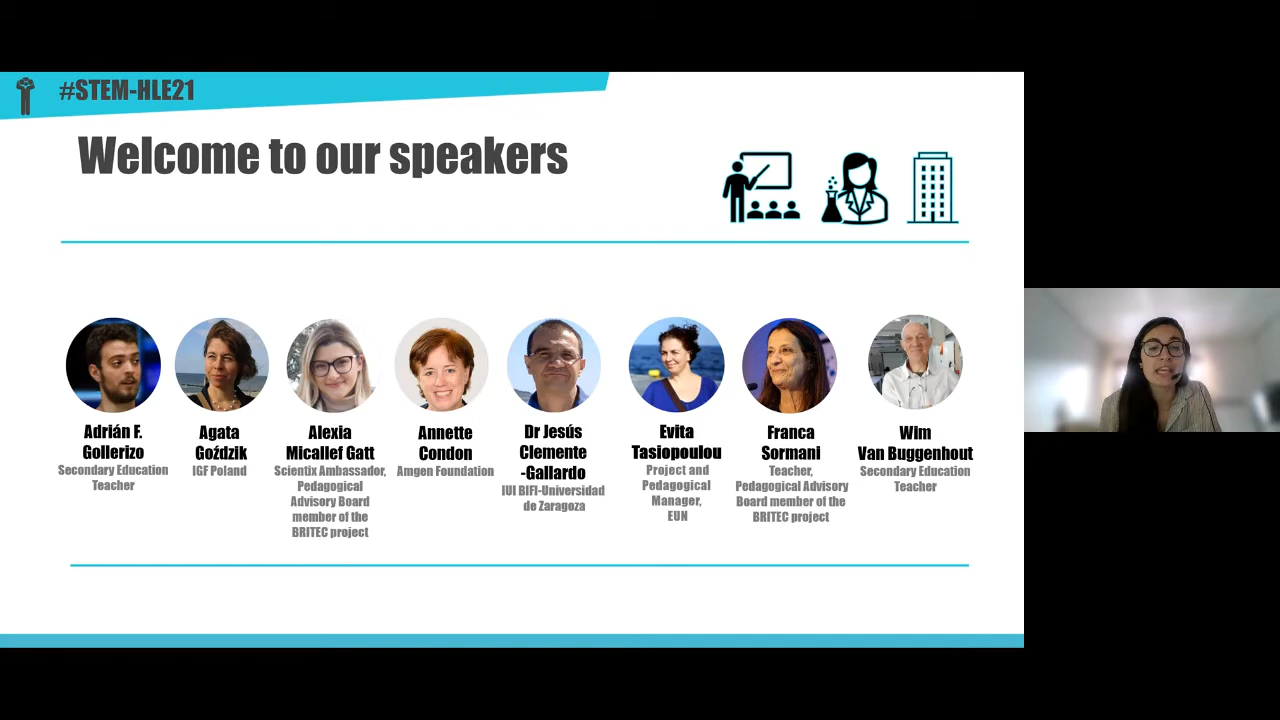 #STEM-HLE21
Welcome to our speakers
Adrián F.
Gollerizo
Secondary Education
Teacher
Agata
Goździk
IGF Poland
Alexia
Micallef Gatt
Scientix Ambassador,
Pedagogical
Advisory Board
member of the
BRITEC project
Annette
Condon
Amgen Foundation
Dr Jesús
Clemente
-Gallardo
IUI BIFI-Universidad
de Zaragoza
Evita
Tasiopoulou
Project and
Pedagogical
Manager,
EUN
Franca
Sormani
Teacher,
Pedagogical Advisory
Board member of the
BRITEC project
Wim
Van Buggenhout
Secondary Education
Teacher